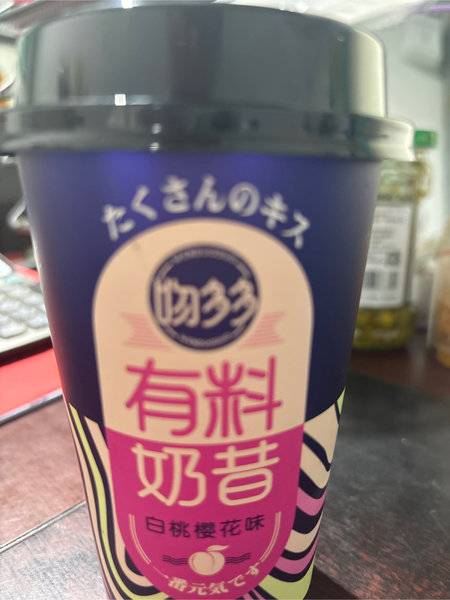 たくさんのキス
吻多多
有料
奶昔
白桃樱花味
一番元気です